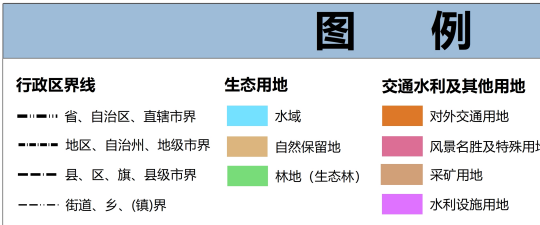 图 例
行政区界线
省、自治区、直辖市界
地区、自治州、地级市界
县、区、旗、县级市界
街道、乡、(镇)界
生态用地
水域
自然保留地
林地（生态林）
交通水利及其他用地
对外交通用地
风景名胜及特殊用地
采矿用地
水利设施用地